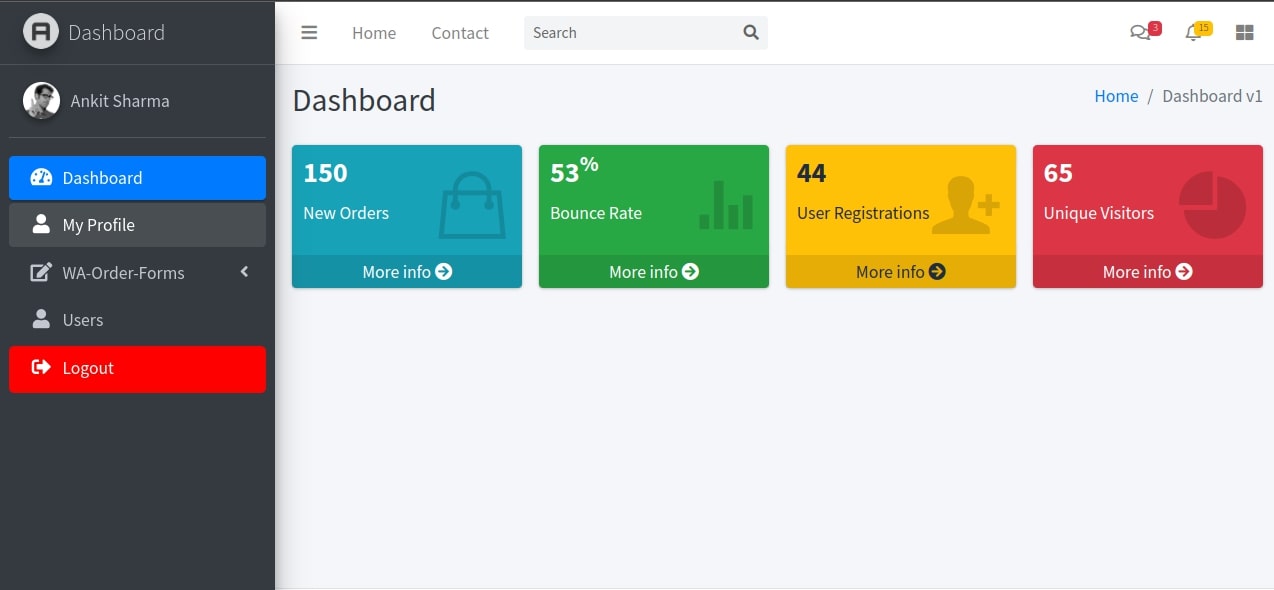 Dashboard
Ankit Sharma
Dashboard
My Profile
WA-Order-Forms
Users
Logout
Home Contact Search 3 15
Dashboard
Home / Dashboard v1
150
New Orders
More info
53%
Bounce Rate
More info
44
User Registrations
More info
65
Unique Visitors
More info